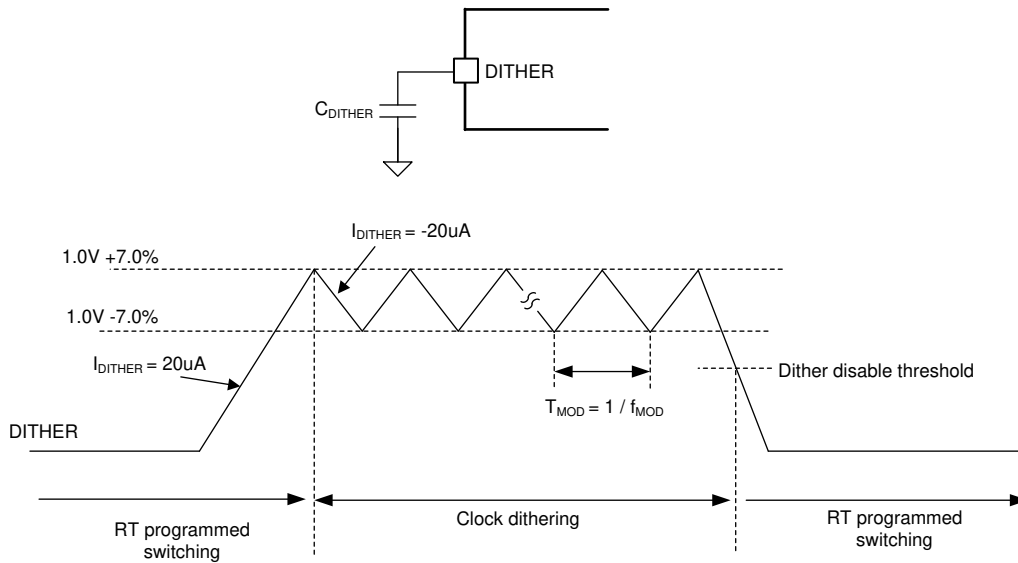 DITHER
CDITHER
IDITHER = -20uA
1.0V +7.0%
1.0V -7.0%
IDITHER = 20uA
Dither disable threshold
TMOD = 1 / fMOD
DITHER
RT programmed
switching
Clock dithering
RT programmed
switching